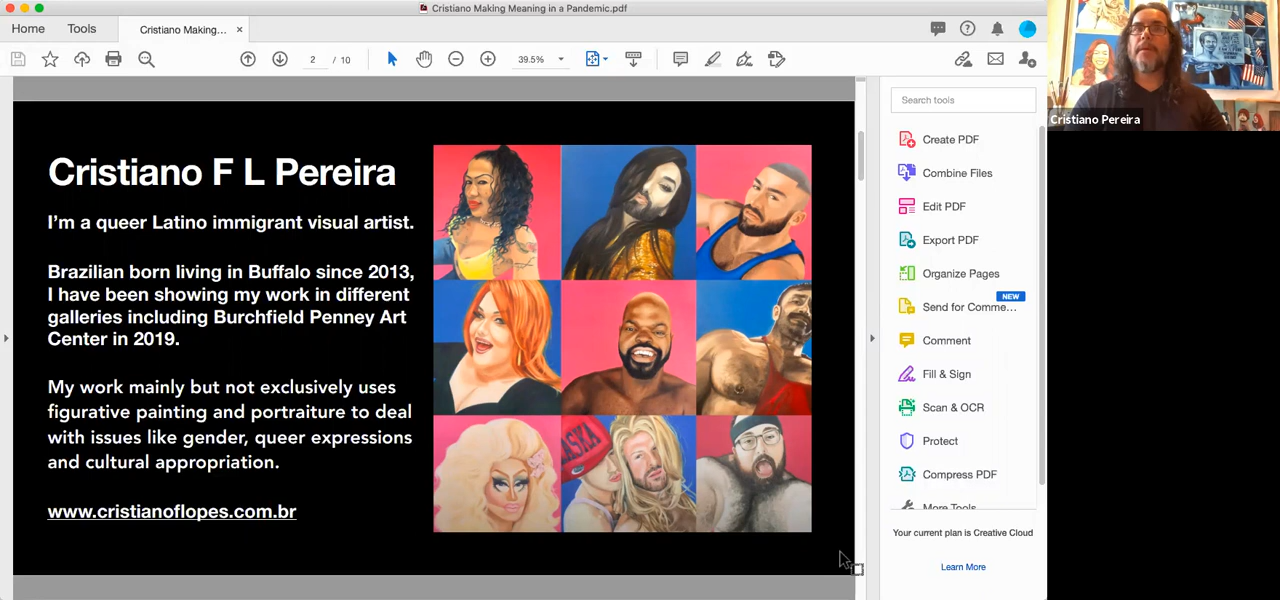 Cristiano Making Meaning in a Pandemic.pdf
Home
Tools
Cristiano Making...
2 / 10
39.5%
Cristiano F L Pereira
I'm a queer Latino immigrant visual artist.
Brazilian born living in Buffalo since 2013,
I have been showing my work in different
galleries including Burchfield Penney Art
Center in 2019.
My work mainly but not exclusively uses
figurative painting and portraiture to deal
with issues like gender, queer expressions
and cultural appropriation.
www.cristianoflopes.com.br
Search tools
Create PDF
Combine Files
Edit PDF
Export PDF
Organize Pages
NEW
Send for Comme...
Comment
Fill & Sign
Scan & OCR
Protect
Compress PDF
More Tools
Your current plan is Creative Cloud
Learn More
Cristiano Pereira